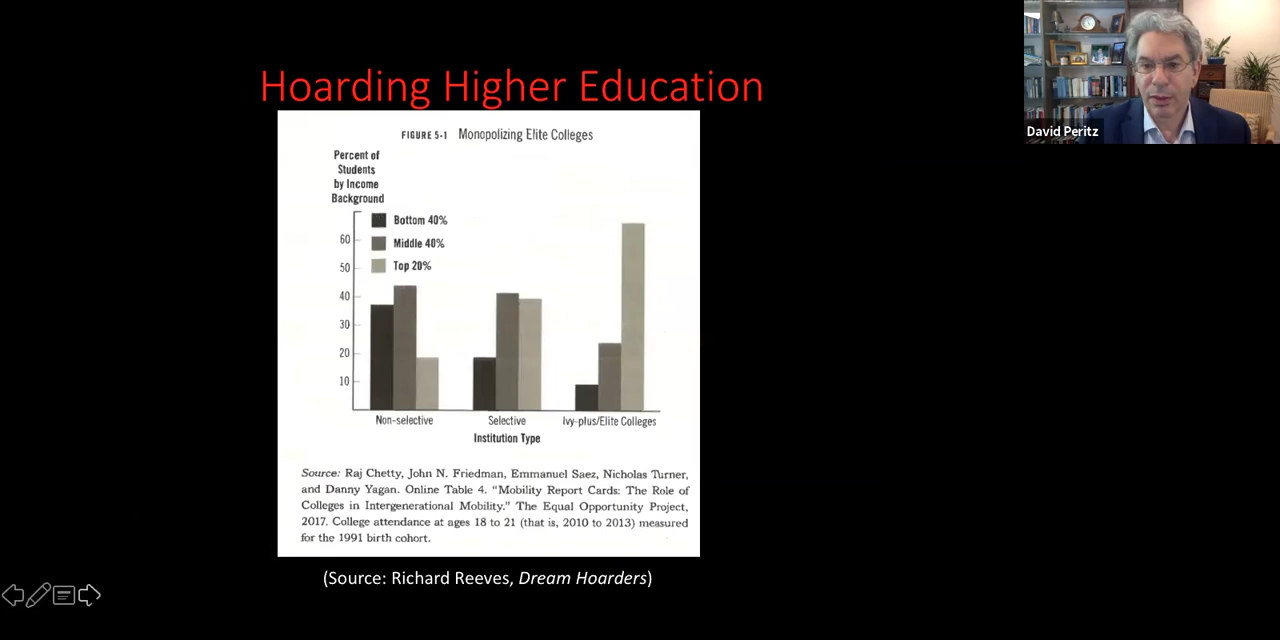 Hoarding Higher Education
David Peritz
FIGURE 5-1 Monopolizing Elite Colleges
Percent of
Students
by Income
Background
Bottom 40%
Middle 40%
Top 20%
60
50
40
30
20
10
Non-selective
Selective
Ivy-plus/Elite Colleges
Institution Type
Source: Raj Chetty, John N. Friedman, Emmanuel Saez, Nicholas Turner,
and Danny Yagan. Online Table 4. “Mobility Report Cards: The Role of
Colleges in Intergenerational Mobility.” The Equal Opportunity Project,
2017. College attendance at ages 18 to 21 (that is, 2010 to 2013) measured
for the 1991 birth cohort.
(Source: Richard Reeves, Dream Hoarders)